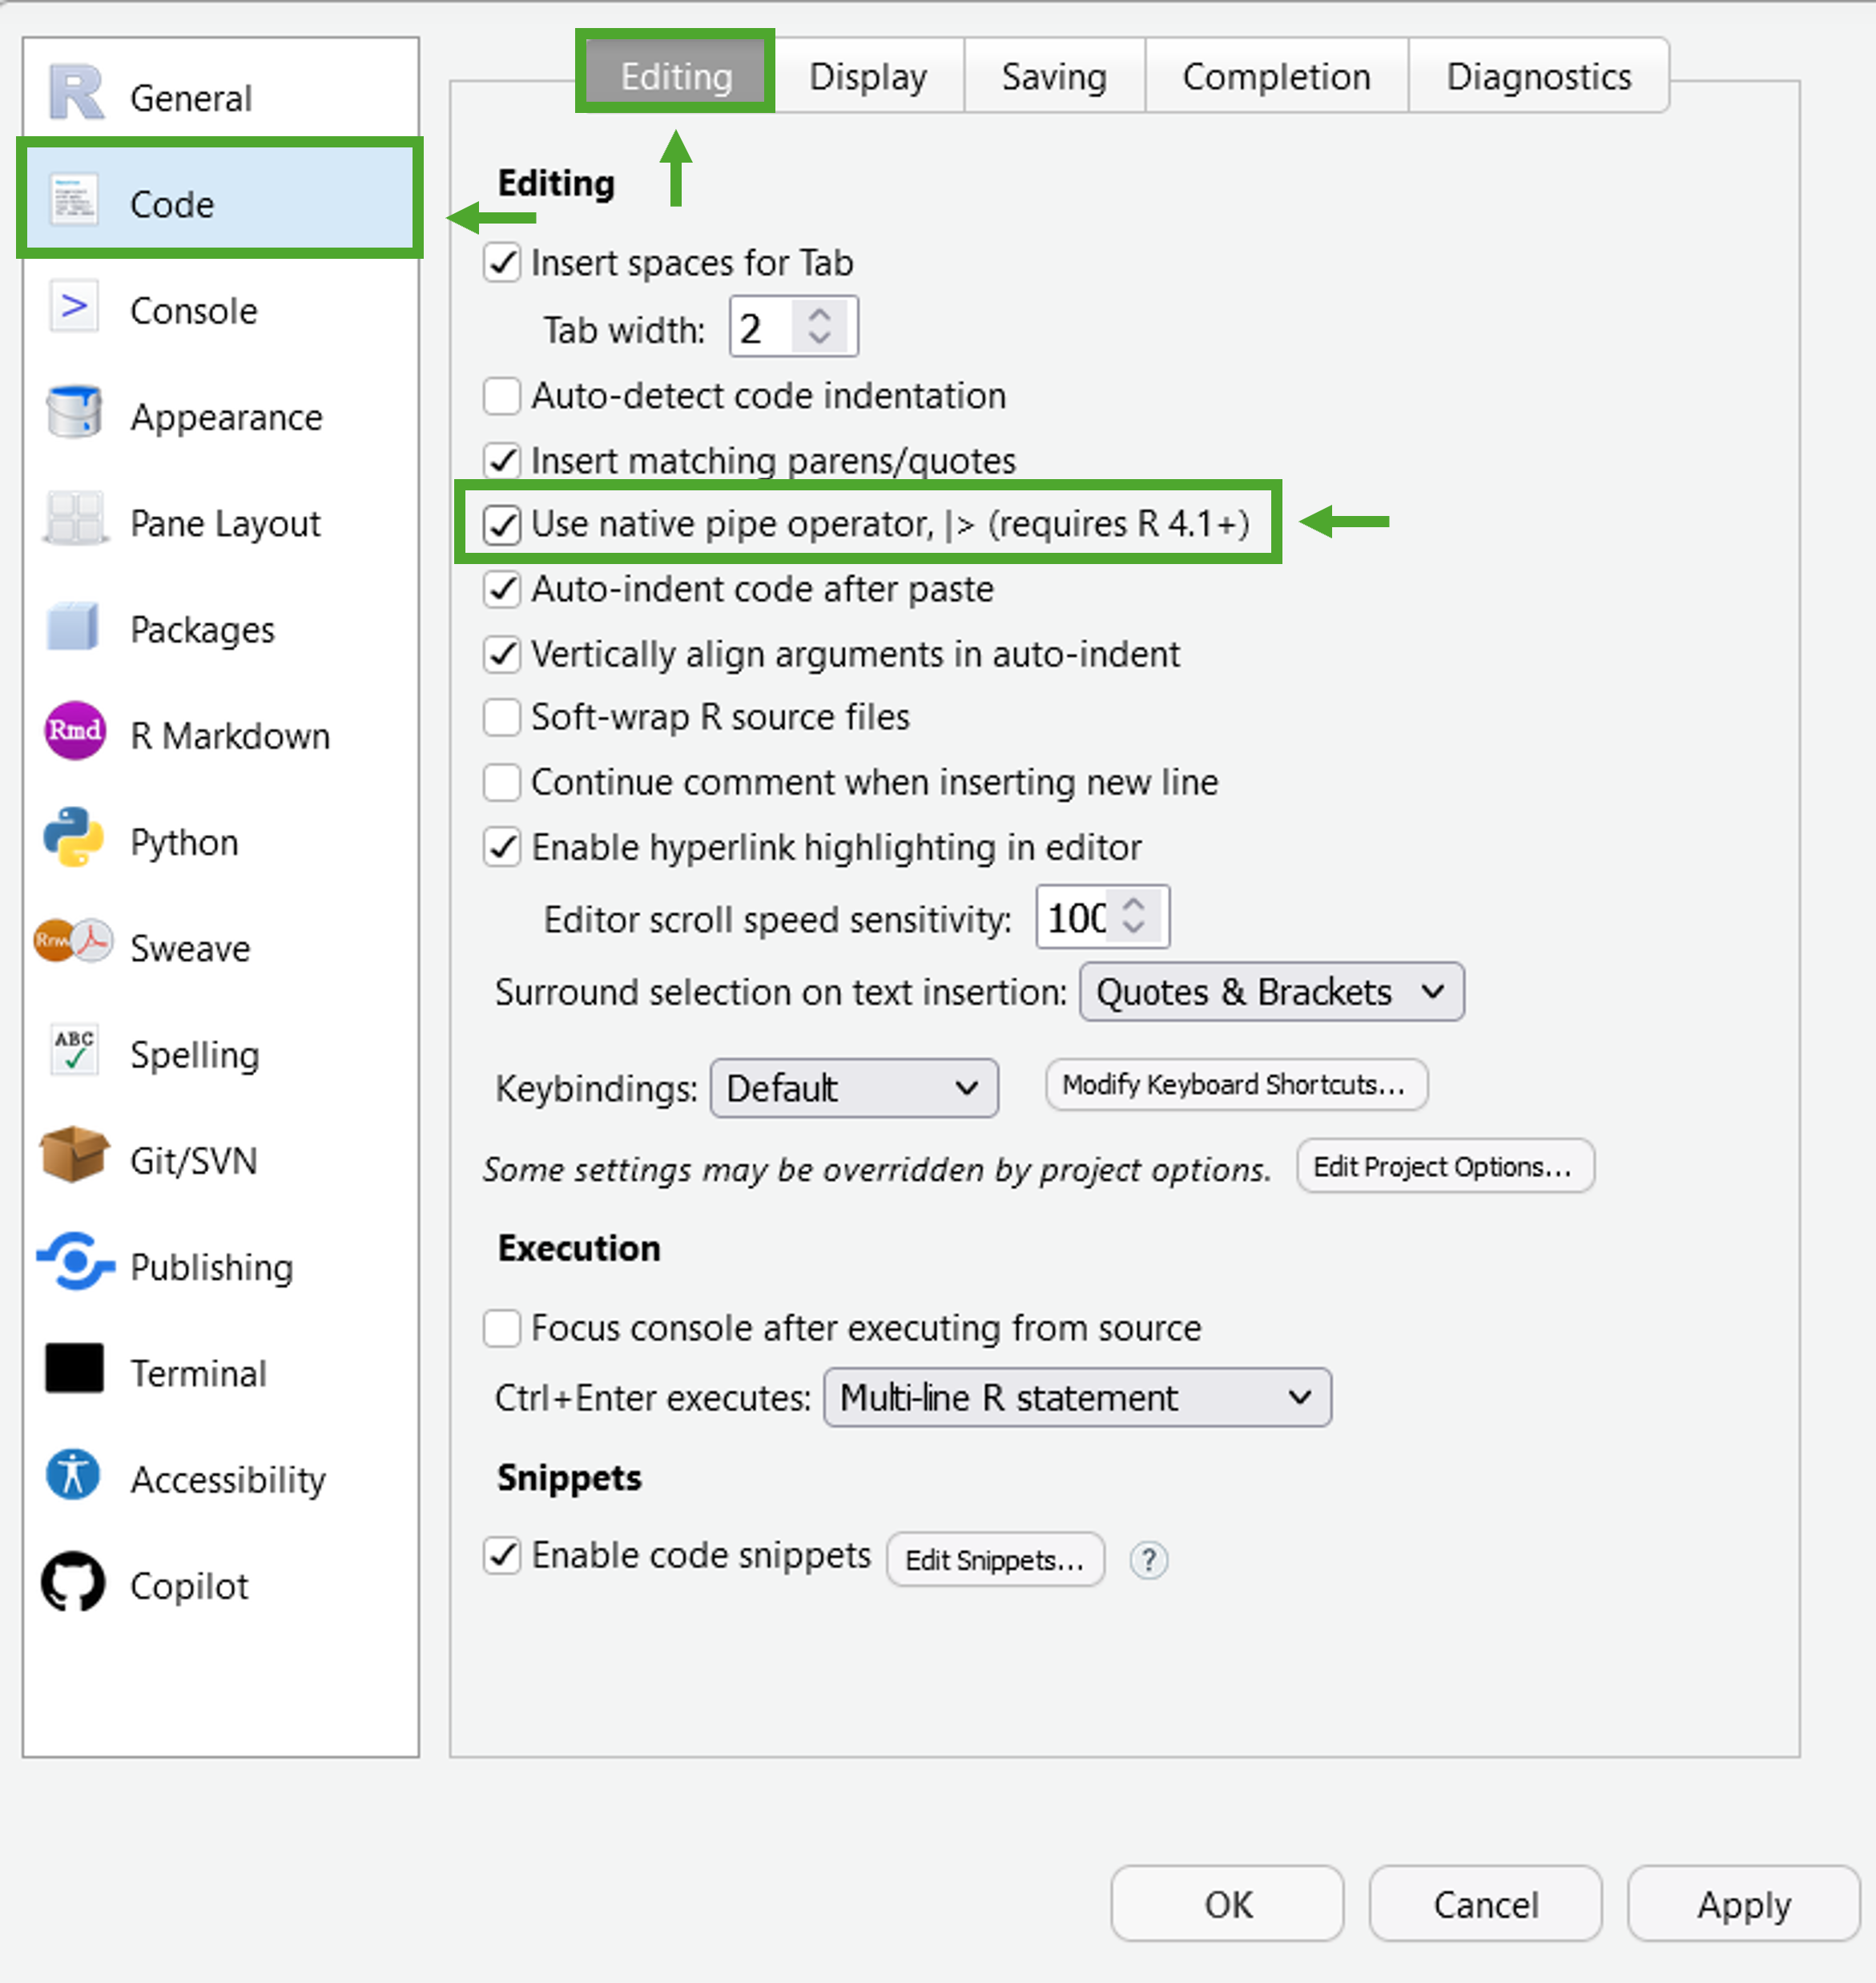 General
Code
Console
Appearance
Pane Layout
Packages
Rmd
R Markdown
Python
Rnw
Sweave
ABC
Spelling
Git/SVN
Publishing
Terminal
Accessibility
Copilot
Editing Display Saving Completion Diagnostics
Editing
Insert spaces for Tab
Tab width: 2
Auto-detect code indentation
Insert matching parens/quotes
Use native pipe operator, |> (requires R 4.1+)
Auto-indent code after paste
Vertically align arguments in auto-indent
Soft-wrap R source files
Continue comment when inserting new line
Enable hyperlink highlighting in editor
Editor scroll speed sensitivity: 100
Surround selection on text insertion: Quotes & Brackets
Keybindings: Default Modify Keyboard Shortcuts...
Some settings may be overridden by project options. Edit Project Options...
Execution
Focus console after executing from source
Ctrl+Enter executes: Multi-line R statement
Snippets
Enable code snippets Edit Snippets... ?
OK Cancel Apply